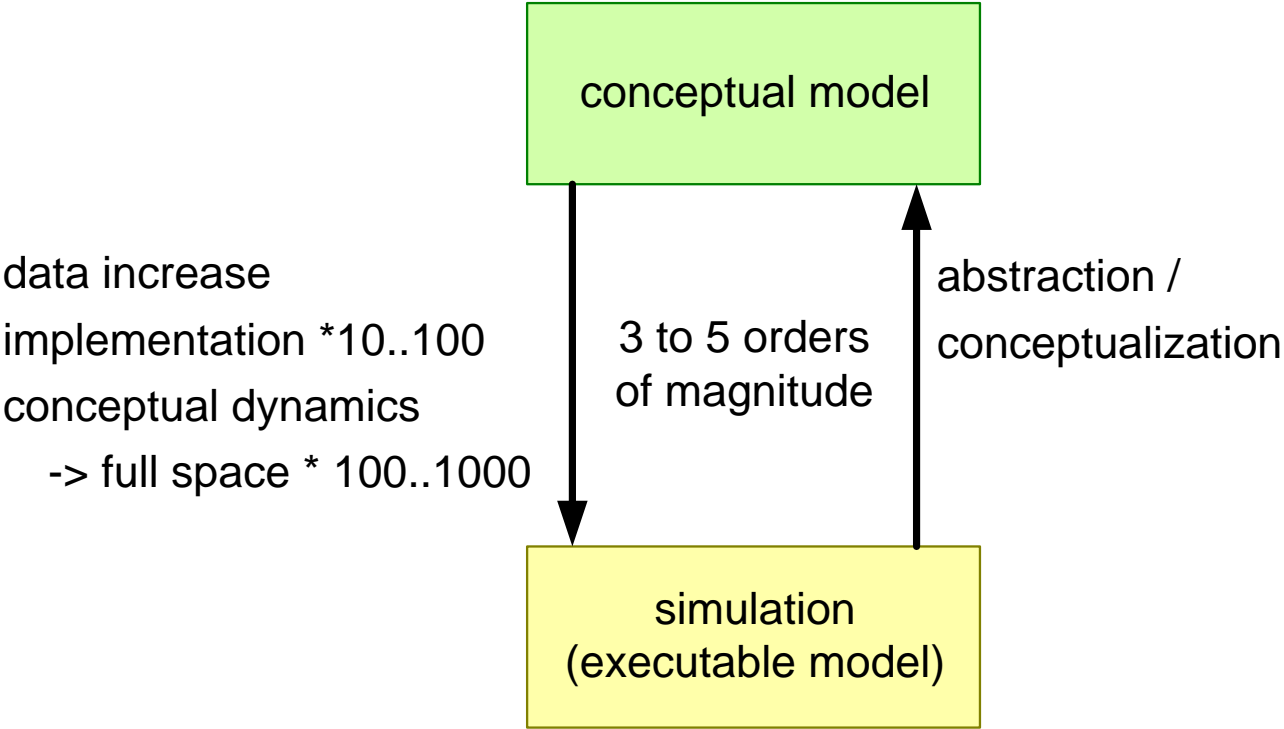 conceptual model
data increase
implementation *10..100
conceptual dynamics
-> full space * 100..1000
3 to 5 orders
of magnitude
abstraction /
conceptualization
simulation
(executable model)